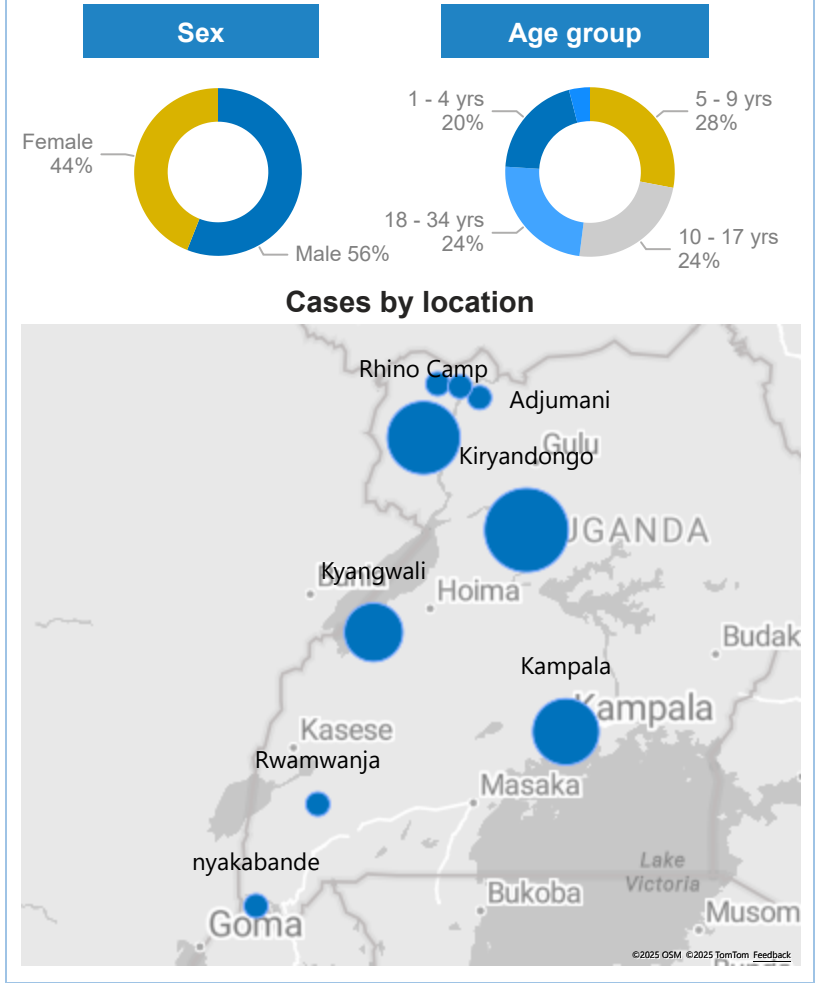 Sex
Age group
Female
44%
Male 56%
1 - 4 yrs
20%
5 - 9 yrs
28%
18 - 34 yrs
24%
10 - 17 yrs
24%
Cases by location
Rhino Camp
Adjumani
Gulu
Kiryandongo
UGANDA
Kyangwali
Hoima
Budak
Kampala
Kampala
Kasese
Rwamwanja
Masaka
nyakabande
Lake
Victoria
Bukoba
Goma
Musom
©2025 OSM ©2025 TomTom Feedback